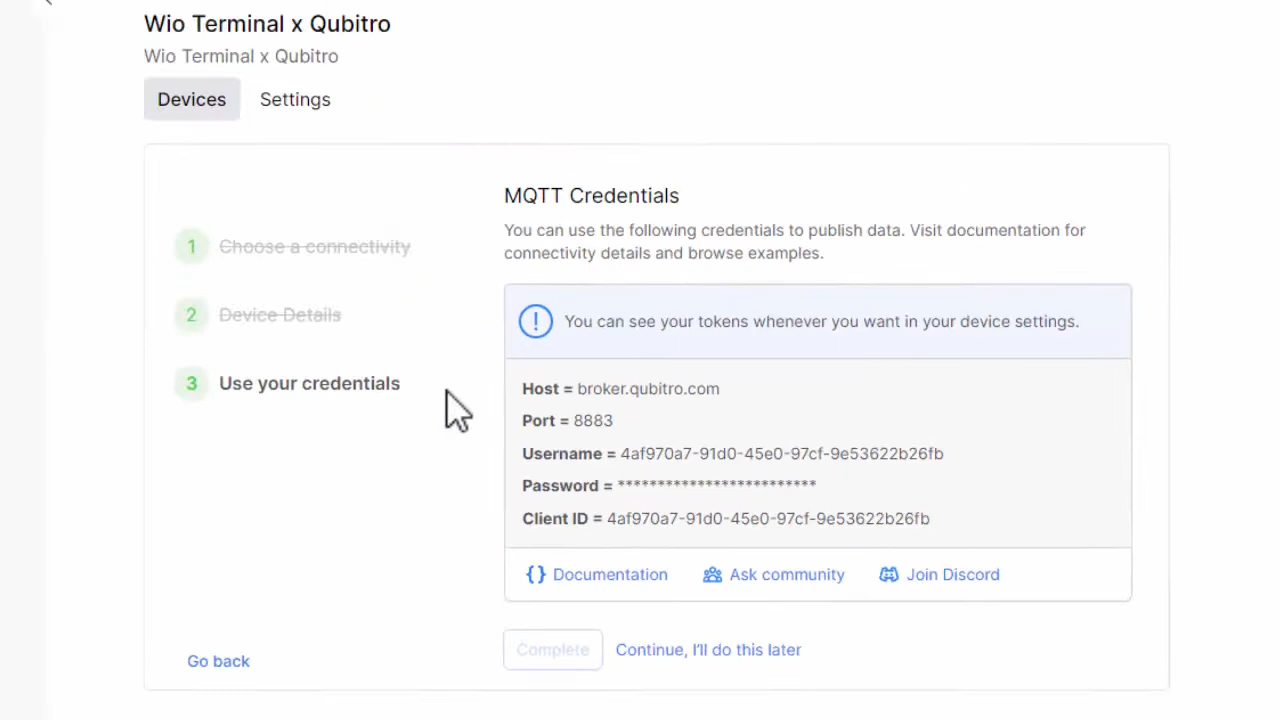 Wio Terminal x Qubitro
Wio Terminal x Qubitro
Devices Settings
1 Choose a connectivity
2 Device Details
3 Use your credentials
Go back
MQTT Credentials
You can use the following credentials to publish data. Visit documentation for
connectivity details and browse examples.
You can see your tokens whenever you want in your device settings.
Host = broker.qubitro.com
Port = 8883
Username = 4af970a7-91d0-45e0-97cf-9e53622b26fb
Password = *************************
Client ID = 4af970a7-91d0-45e0-97cf-9e53622b26fb
{} Documentation Ask community Join Discord
Complete Continue, I'll do this later